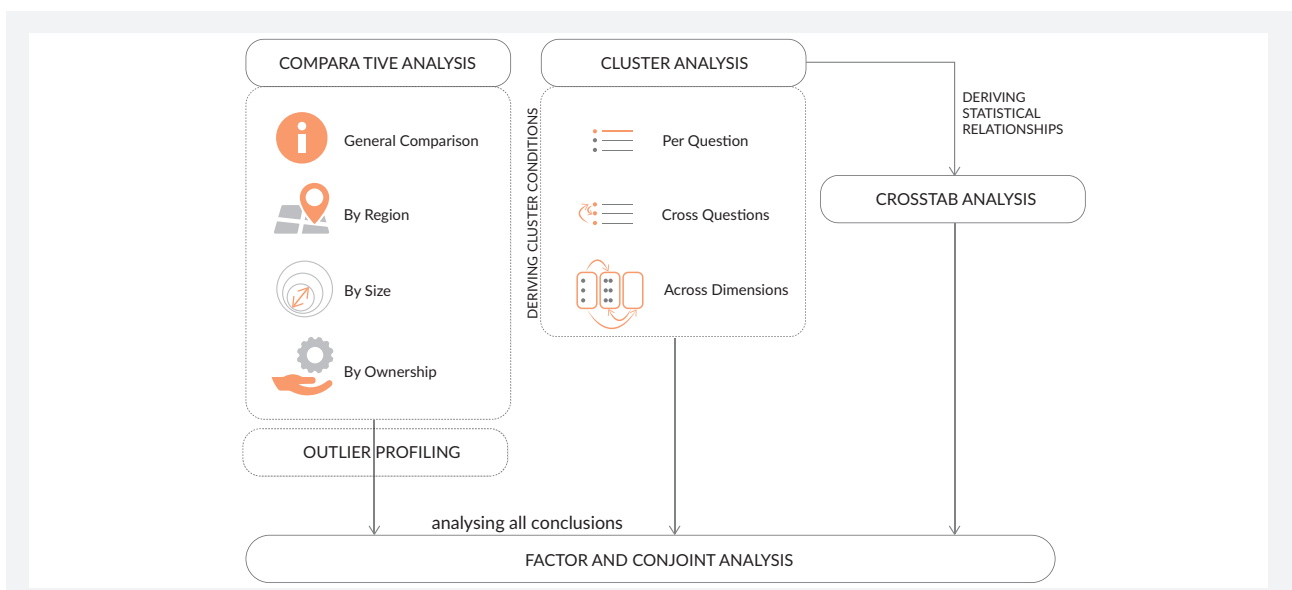 COMPARA TIVE ANALYSIS
General Comparison
By Region
By Size
By Ownership
OUTLIER PROFILING
DERIVING CLUSTER CONDITIONS
CLUSTER ANALYSIS
Per Question
Cross Questions
Across Dimensions
DERIVING
STATISTICAL
RELATIONSHIPS
CROSSTAB ANALYSIS
analysing all conclusions
FACTOR AND CONJOINT ANALYSIS